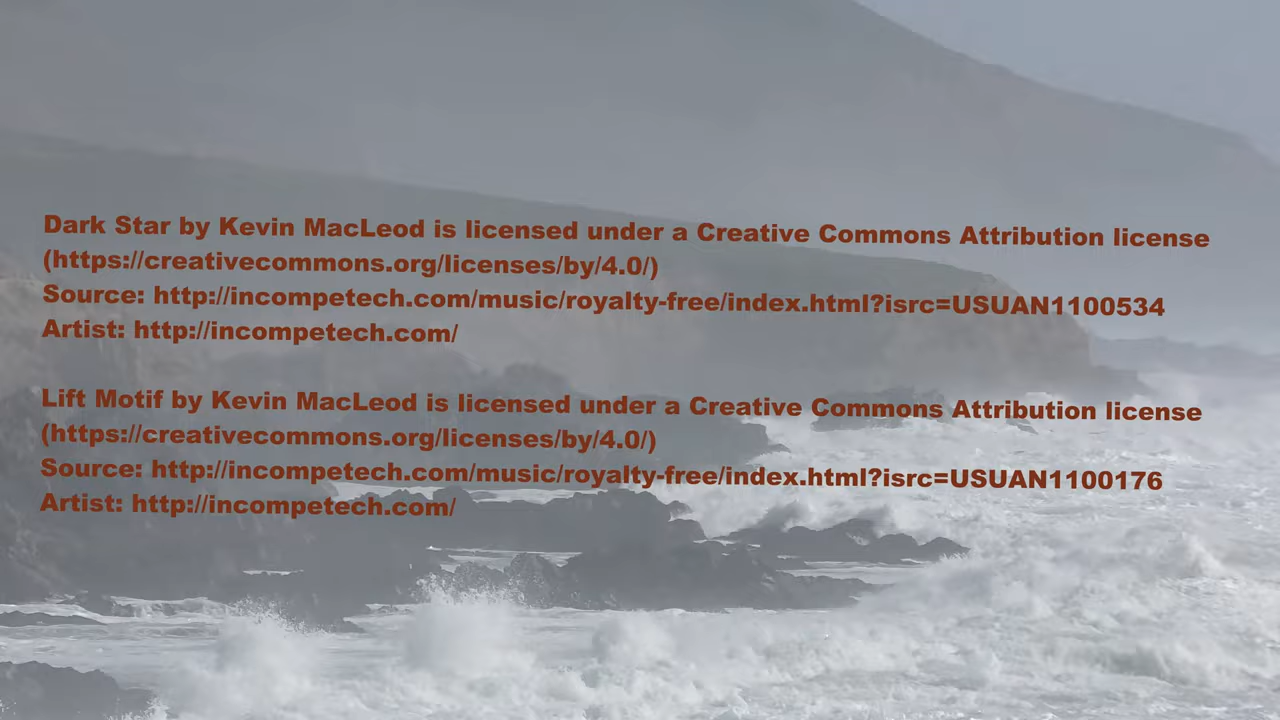 Dark Star by Kevin MacLeod is licensed under a Creative Commons Attribution license
(https://creativecommons.org/licenses/by/4.0/)
Source: http://incompetech.com/music/royalty-free/index.html?isrc=USUAN1100534
Artist: http://incompetech.com/
Lift Motif by Kevin MacLeod is licensed under a Creative Commons Attribution license
(https://creativecommons.org/licenses/by/4.0/)
Source: http://incompetech.com/music/royalty-free/index.html?isrc=USUAN1100176
Artist: http://incompetech.com/